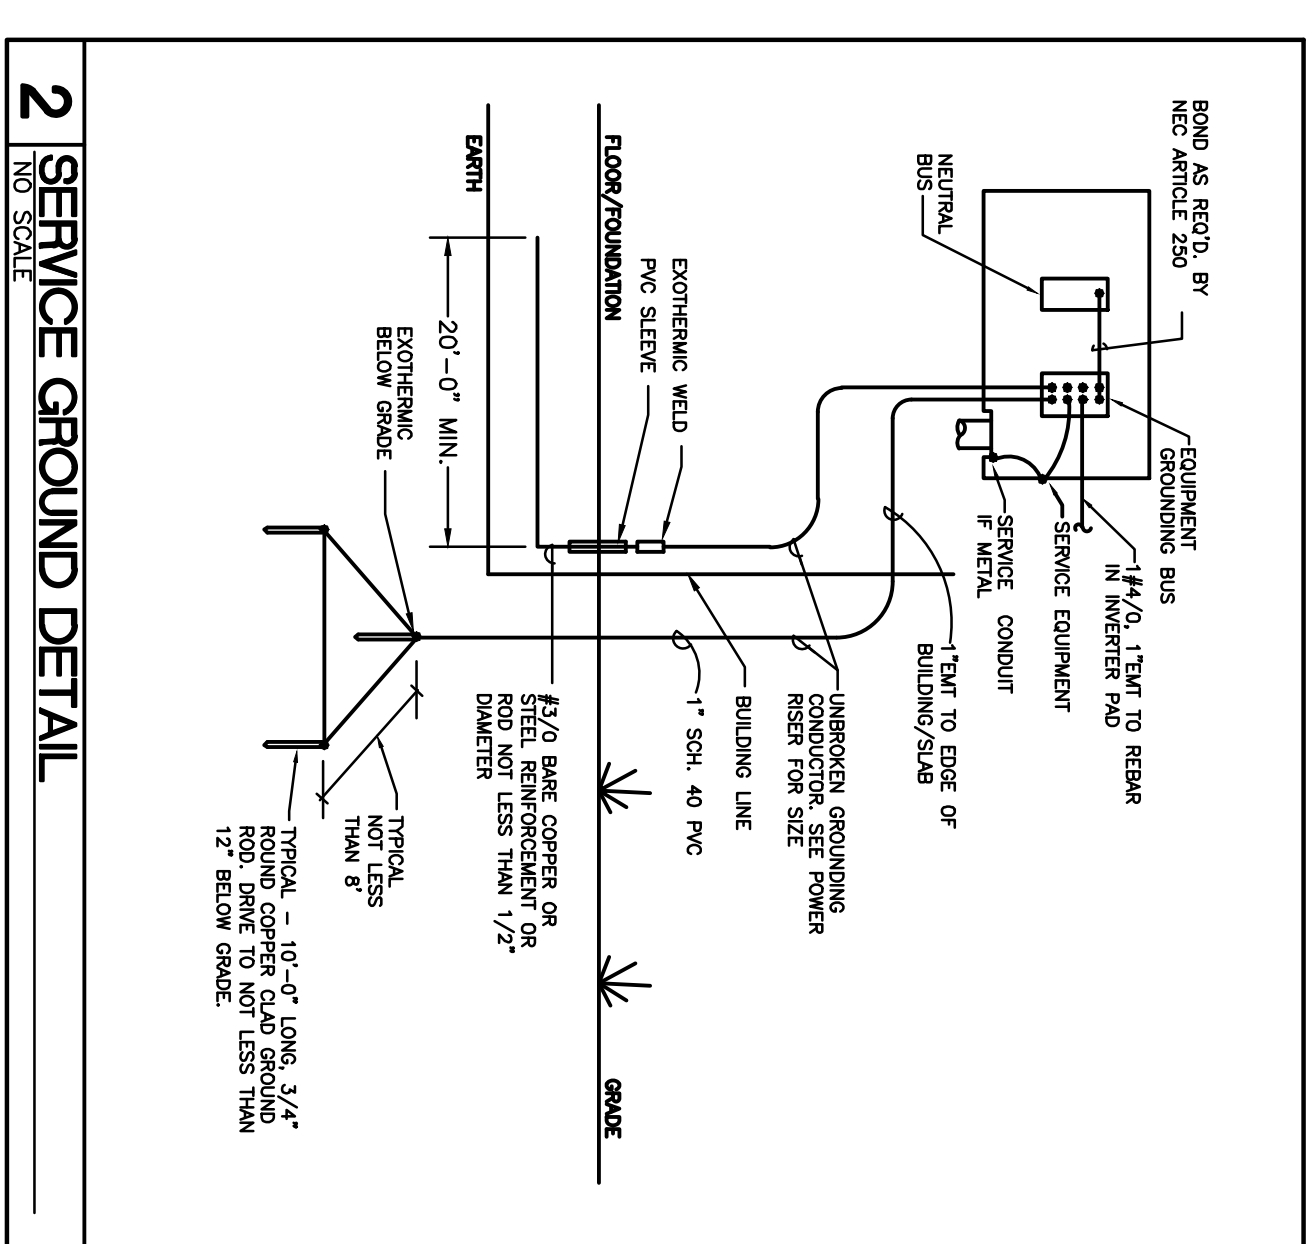 BOND AS REQ'D. BY
NEC ARTICLE 250
NEUTRAL
BUS
EQUIPMENT
GROUNDING BUS
1#4/0, 1"EMT TO REBAR
IN INVERTER PAD
SERVICE EQUIPMENT
SERVICE CONDUIT
IF METAL
1"EMT TO EDGE OF
BUILDING/SLAB
UNBROKEN GROUNDING
CONDUCTOR. SEE POWER
RISER FOR SIZE
EXOTHERMIC WELD
PVC SLEEVE
BUILDING LINE
1" SCH. 40 PVC
FLOOR/FOUNDATION
GRADE
EARTH
#3/0 BARE COPPER OR
STEEL REINFORCEMENT OR
ROD NOT LESS THAN 1/2"
DIAMETER
20'-0" MIN.
EXOTHERMIC
BELOW GRADE
TYPICAL
NOT LESS
THAN 8'
TYPICAL - 10'-0" LONG, 3/4"
ROUND COPPER CLAD GROUND
ROD. DRIVE TO NOT LESS THAN
12" BELOW GRADE.
2
SERVICE GROUND DETAIL
NO SCALE